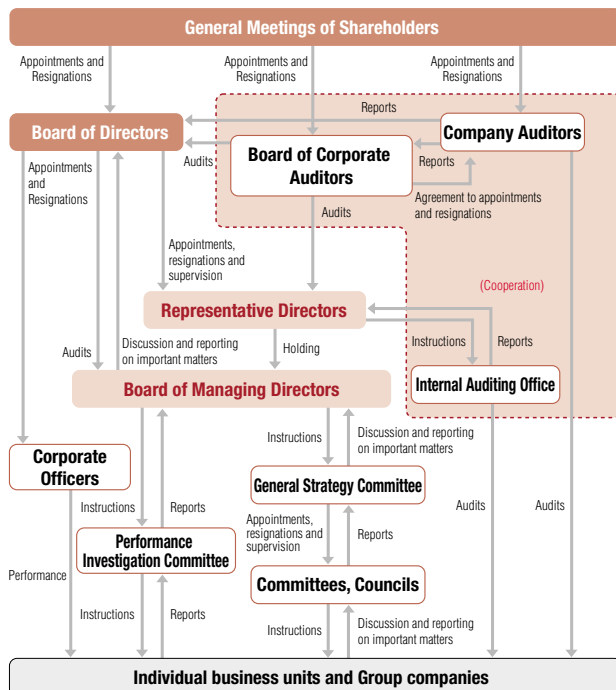 General Meetings of Shareholders
Appointments and
Resignations
Appointments and
Resignations
Appointments and
Resignations
Reports
Board of Directors
Company Auditors
Board of Corporate
Auditors
Audits
Reports
Appointments
and
Resignations
Agreement to appointments
and resignations
Audits
Appointments,
resignations and
supervision
(Cooperation)
Representative Directors
Instructions
Reports
Audits
Discussion and reporting
on important matters
Holding
Board of Managing Directors
Internal Auditing Office
Instructions
Discussion and reporting
on important matters
Corporate
Officers
General Strategy Committee
Instructions
Reports
Appointments,
resignations and
supervision
Reports
Audits
Audits
Performance
Investigation Committee
Performance
Committees, Councils
Instructions
Reports
Instructions
Discussion and reporting
on important matters
Individual business units and Group companies